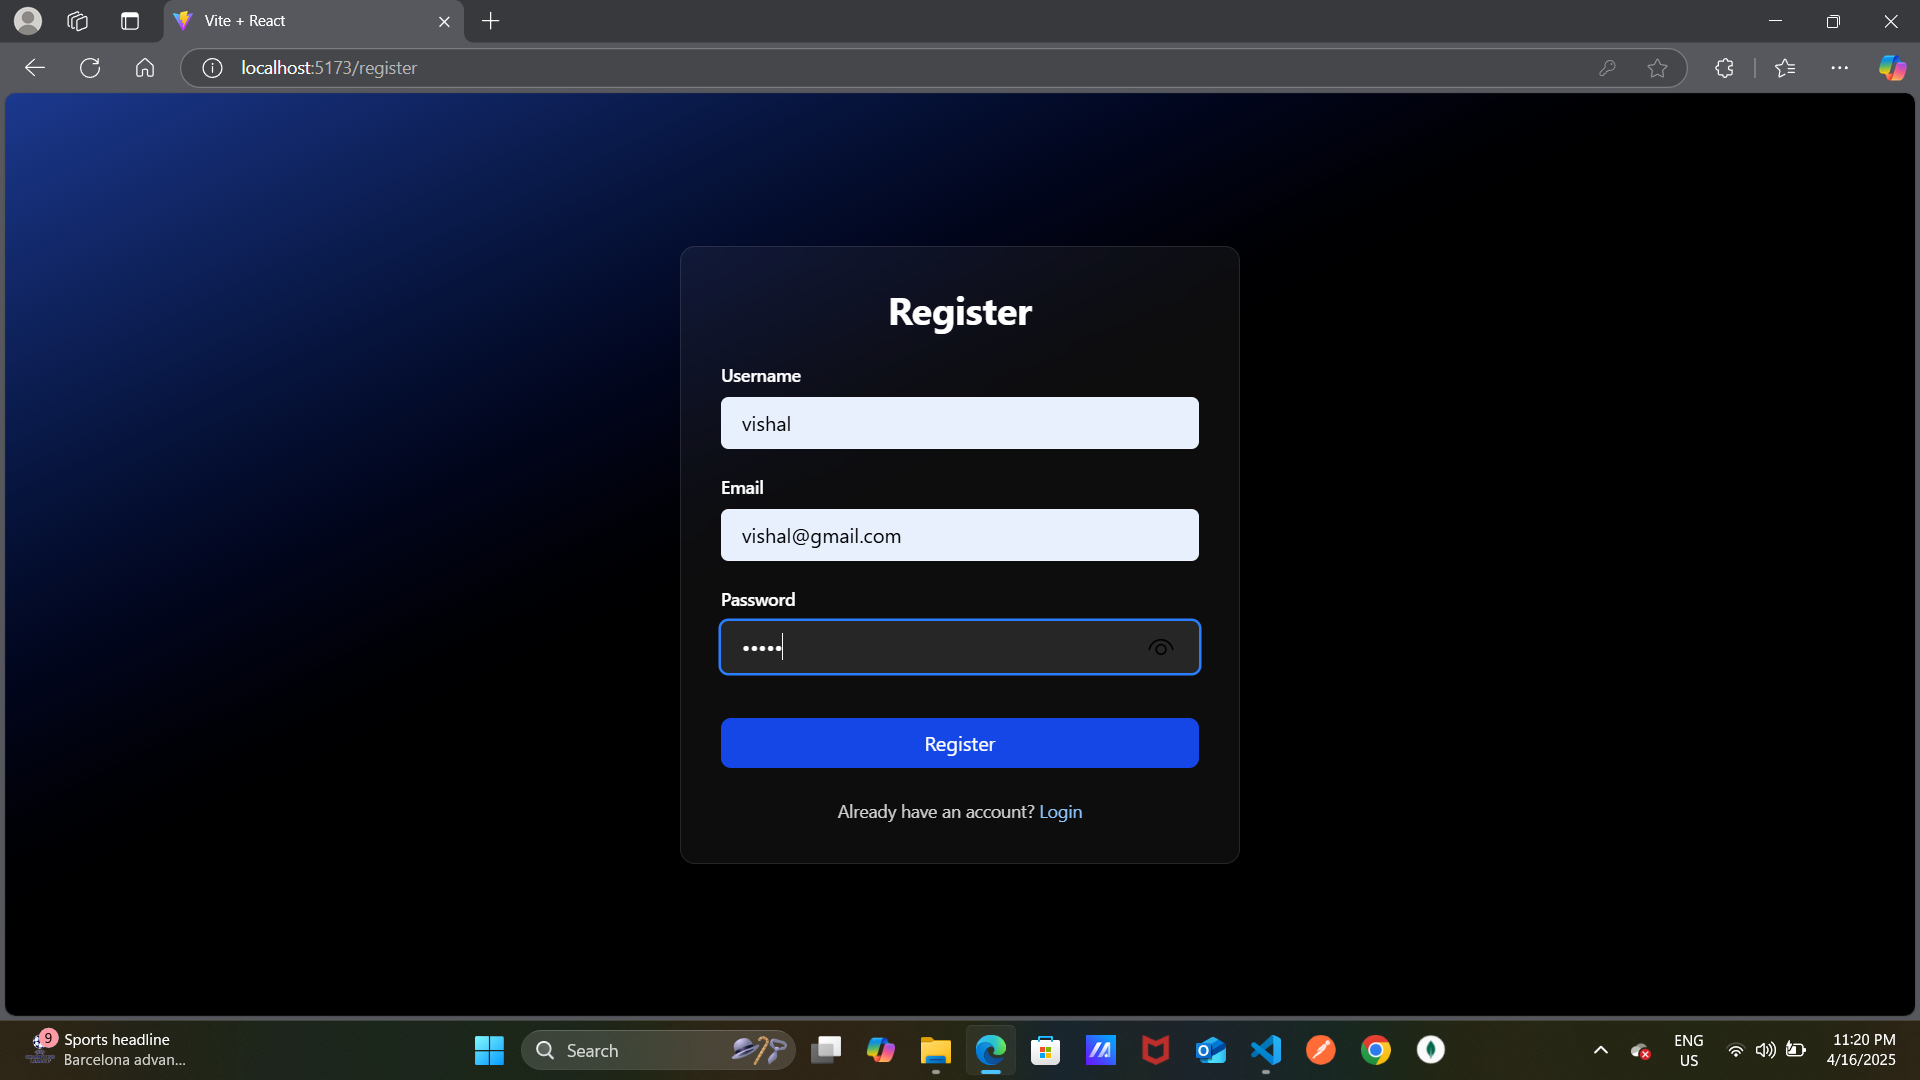 Vite + React
localhost:5173/register
Register
Username
vishal
Email
vishal@gmail.com
Password
•••••
Register
Already have an account? Login
9
Sports headline
Barcelona advan...
Search
ENG
US
11:20 PM
4/16/2025